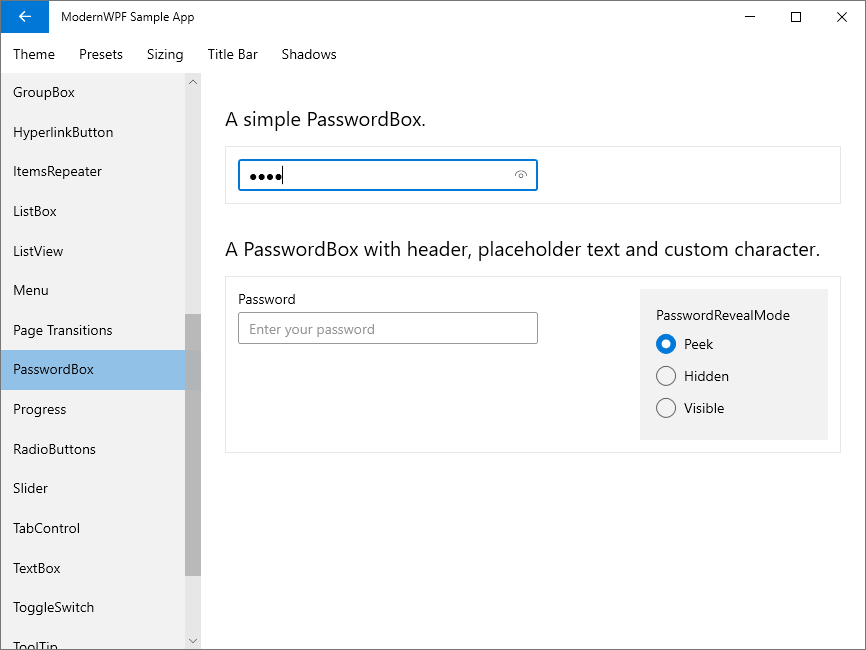 ModernWPF Sample App
Theme Presets Sizing Title Bar Shadows
GroupBox
HyperlinkButton
ItemsRepeater
ListBox
ListView
Menu
Page Transitions
PasswordBox
Progress
RadioButtons
Slider
TabControl
TextBox
ToggleSwitch
ToolTip
A simple PasswordBox.
●●●●
A PasswordBox with header, placeholder text and custom character.
Password
Enter your password
PasswordRevealMode
Peek
Hidden
Visible